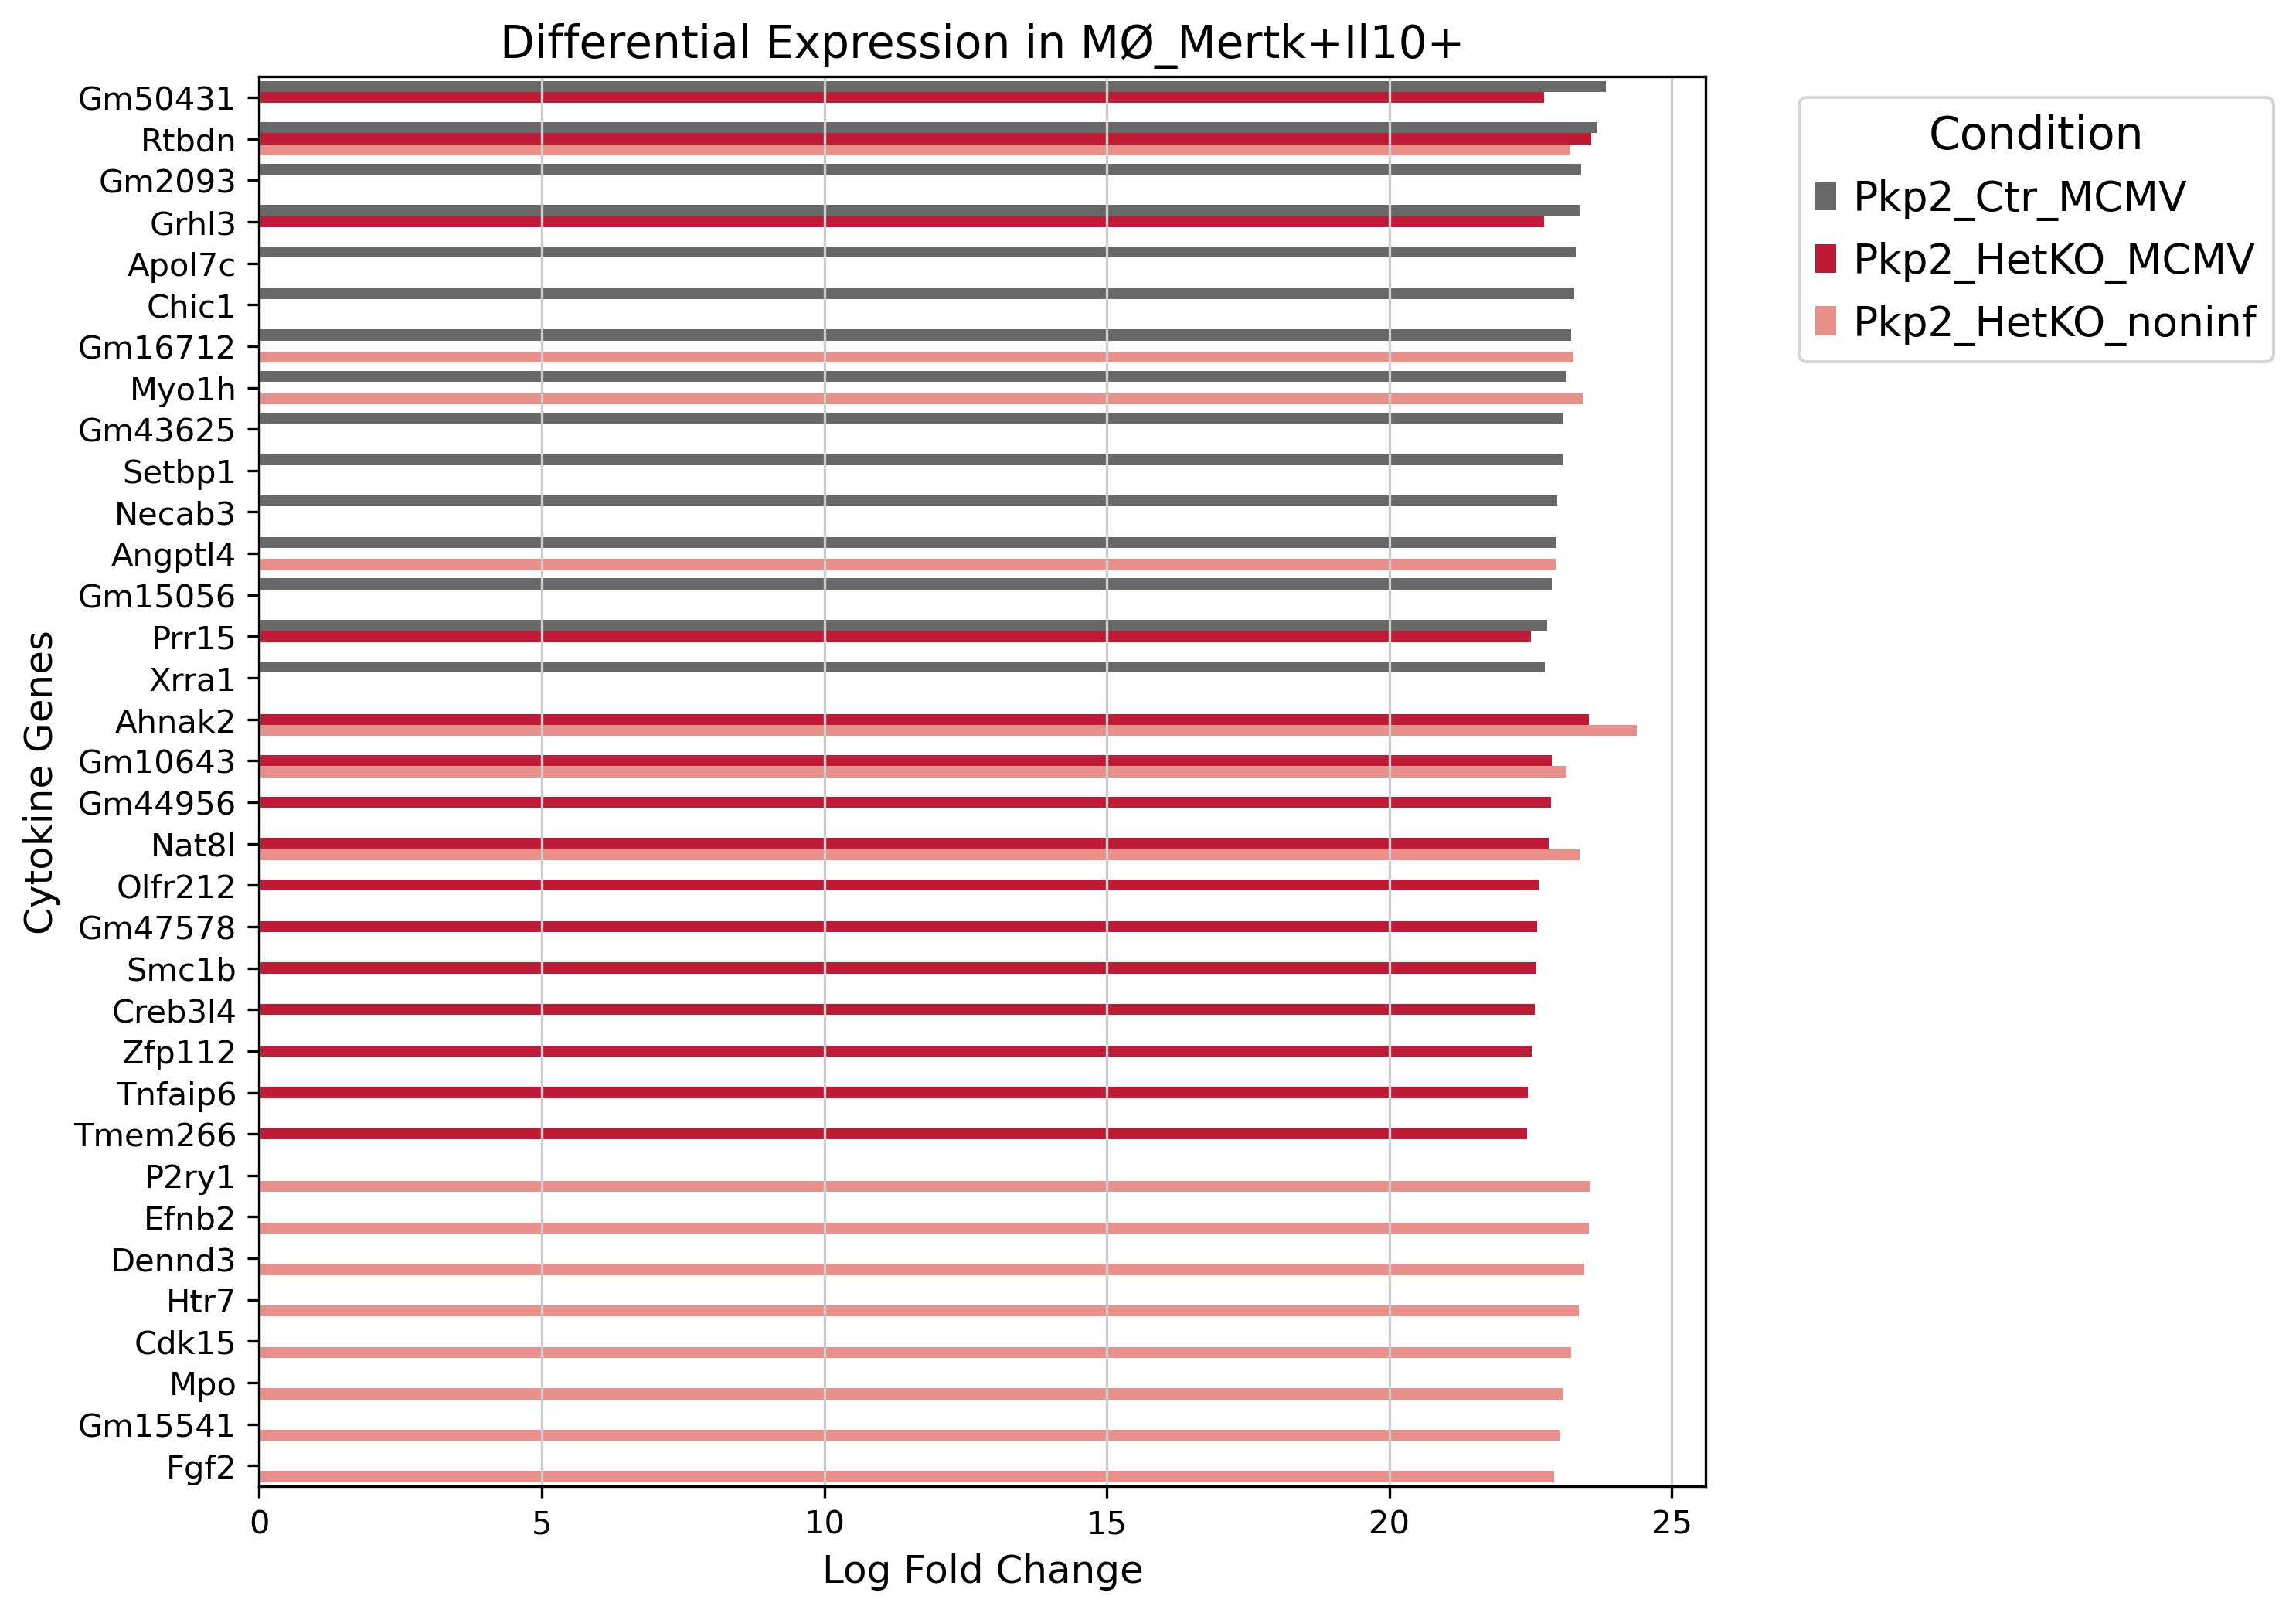 Differential Expression in MØ_Mertk+Il10+
Cytokine Genes
Gm50431
Rtbdn
Gm2093
Grhl3
Apol7c
Chic1
Gm16712
Myo1h
Gm43625
Setbp1
Necab3
Angptl4
Gm15056
Prr15
Xrra1
Ahnak2
Gm10643
Gm44956
Nat8l
Olfr212
Gm47578
Smc1b
Creb3l4
Zfp112
Tnfaip6
Tmem266
P2ry1
Efnb2
Dennd3
Htr7
Cdk15
Mpo
Gm15541
Fgf2
0 5 10 15 20 25
Log Fold Change
Condition
Pkp2_Ctr_MCMV
Pkp2_HetKO_MCMV
Pkp2_HetKO_noninf